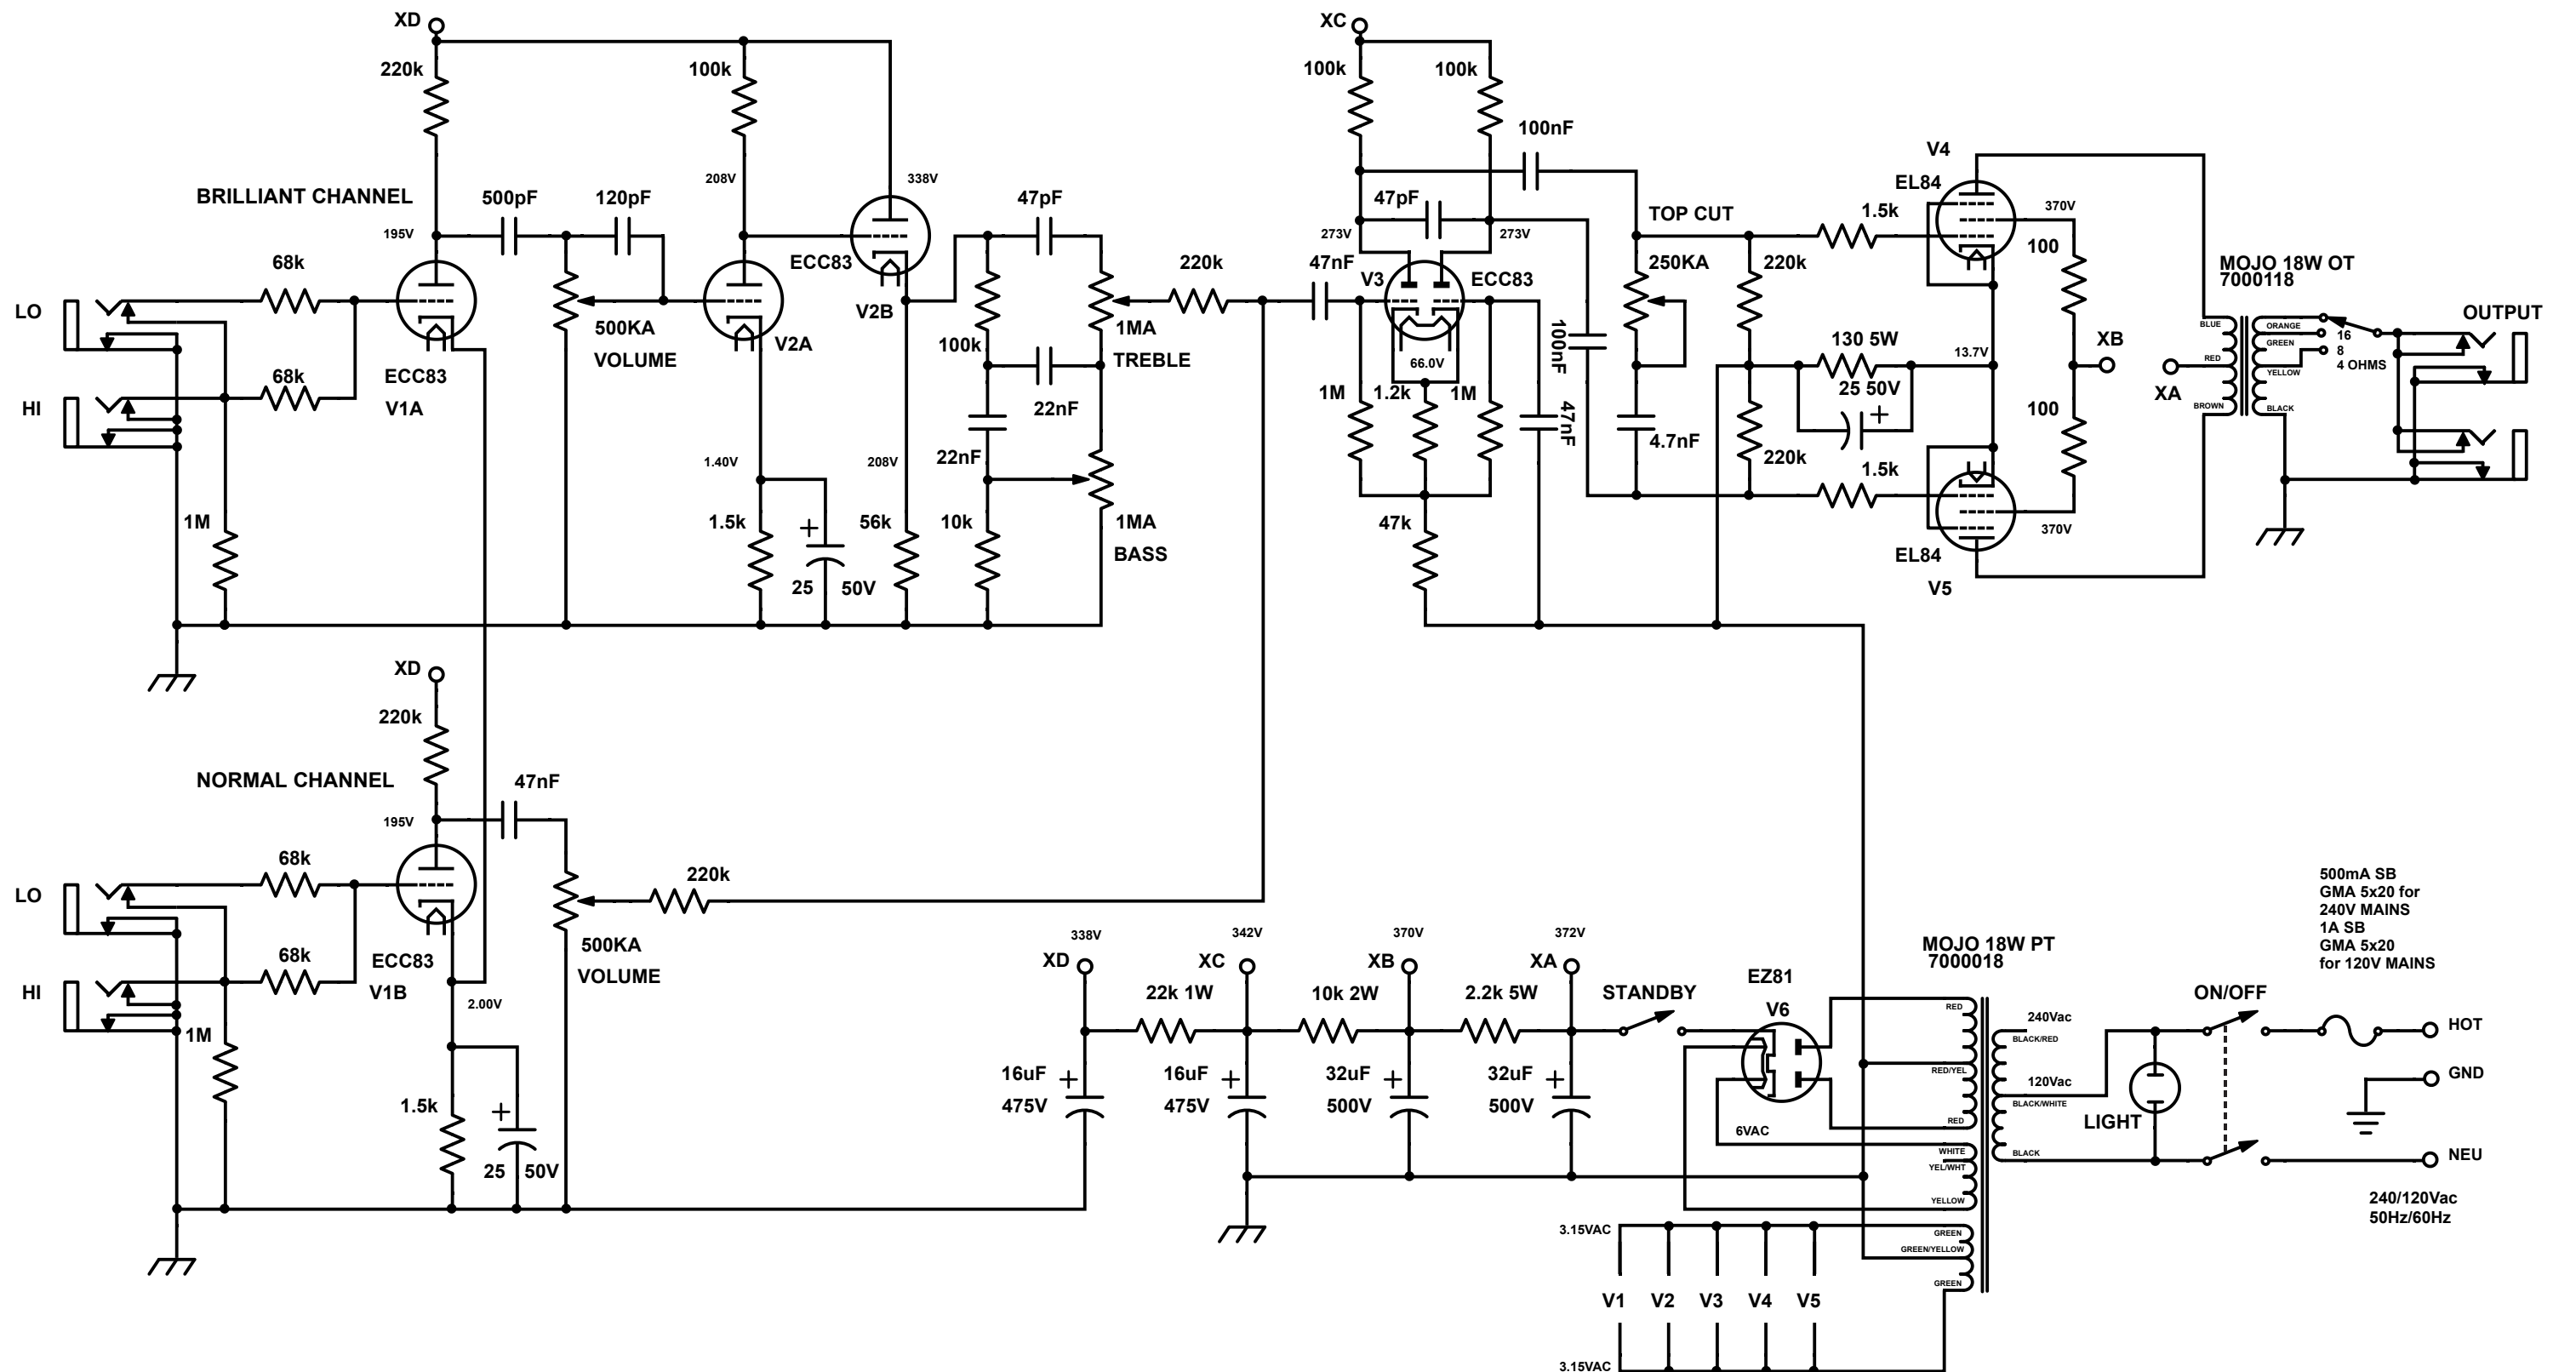 XD
220k
100k
208V
338V
BRILLIANT CHANNEL
500pF
120pF
47pF
195V
68k
ECC83
220k
LO
V2B
500KA
1MA
V2A
VOLUME
100k
TREBLE
68k
ECC83
HI
V1A
22nF
22nF
1.40V
208V
1M
1.5k
56k
10k
1MA
BASS
25
50V
XC
100k
100k
100nF
V4
EL84
47pF
TOP CUT
1.5k
370V
273V
273V
100
47nF
V3
ECC83
250KA
220k
MOJO 18W OT
7000118
OUTPUT
BLUE
ORANGE
16
GREEN
8
4 OHMS
RED
YELLOW
BROWN
BLACK
XB
XA
100nF
130 5W
13.7V
66.0V
25 50V
1M
1.2k
1M
47nF
4.7nF
100
220k
1.5k
47k
370V
EL84
V5
XD
220k
NORMAL CHANNEL
47nF
195V
68k
220k
LO
68k
ECC83
500KA
HI
V1B
VOLUME
2.00V
1M
1.5k
25
50V
338V
342V
370V
372V
XD
XC
XB
XA
22k 1W
10k 2W
2.2k 5W
STANDBY
16uF
475V
16uF
475V
32uF
500V
32uF
500V
EZ81
V6
MOJO 18W PT
7000018
RED
RED/YEL
RED
6VAC
WHITE
YEL/WHT
YELLOW
3.15VAC
GREEN
GREEN/YELLOW
GREEN
V1
V2
V3
V4
V5
3.15VAC
240Vac
BLACK/RED
120Vac
BLACK/WHITE
LIGHT
BLACK
ON/OFF
500mA SB
GMA 5x20 for
240V MAINS
1A SB
GMA 5x20
for 120V MAINS
HOT
GND
NEU
240/120Vac
50Hz/60Hz